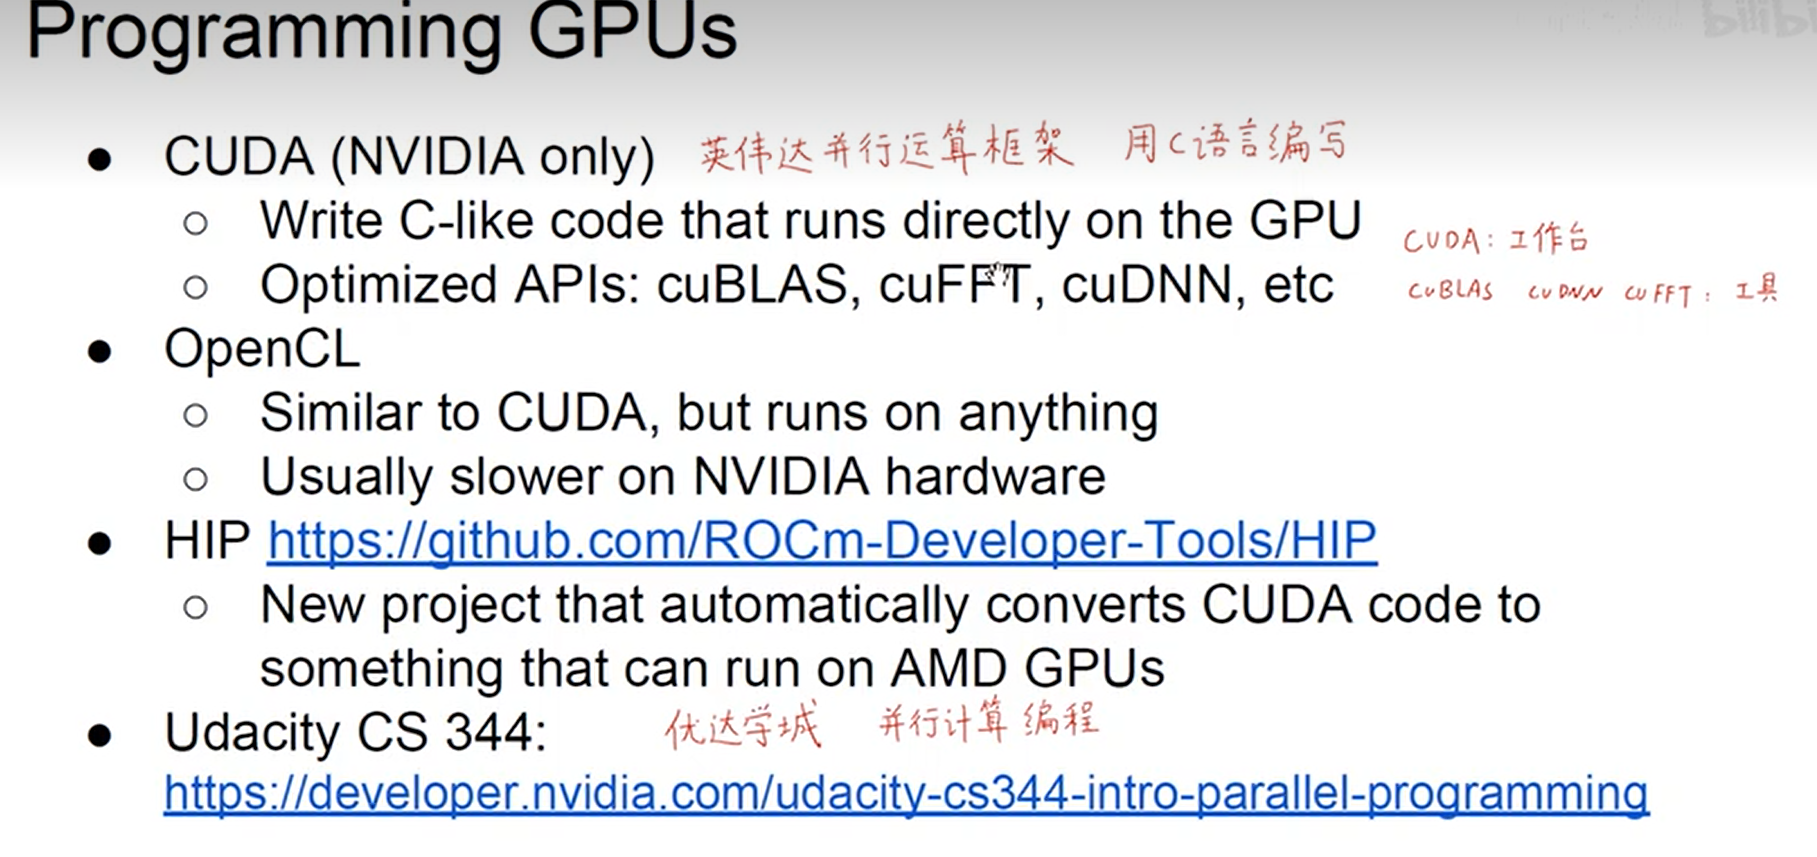 bilibi
Programming GPUs
● CUDA (NVIDIA only) 英伟达并行运算框架 用C语言编写
○ Write C-like code that runs directly on the GPU CUDA: 工作台
○ Optimized APIs: cuBLAS, cuFFT, cuDNN, etc CuBLAS CUDNN CUFFT: 工具
● OpenCL
○ Similar to CUDA, but runs on anything
○ Usually slower on NVIDIA hardware
● HIP https://github.com/ROCm-Developer-Tools/HIP
○ New project that automatically converts CUDA code to
something that can run on AMD GPUs
● Udacity CS 344: 优达学城 并行计算编程
https://developer.nvidia.com/udacity-cs344-intro-parallel-programming